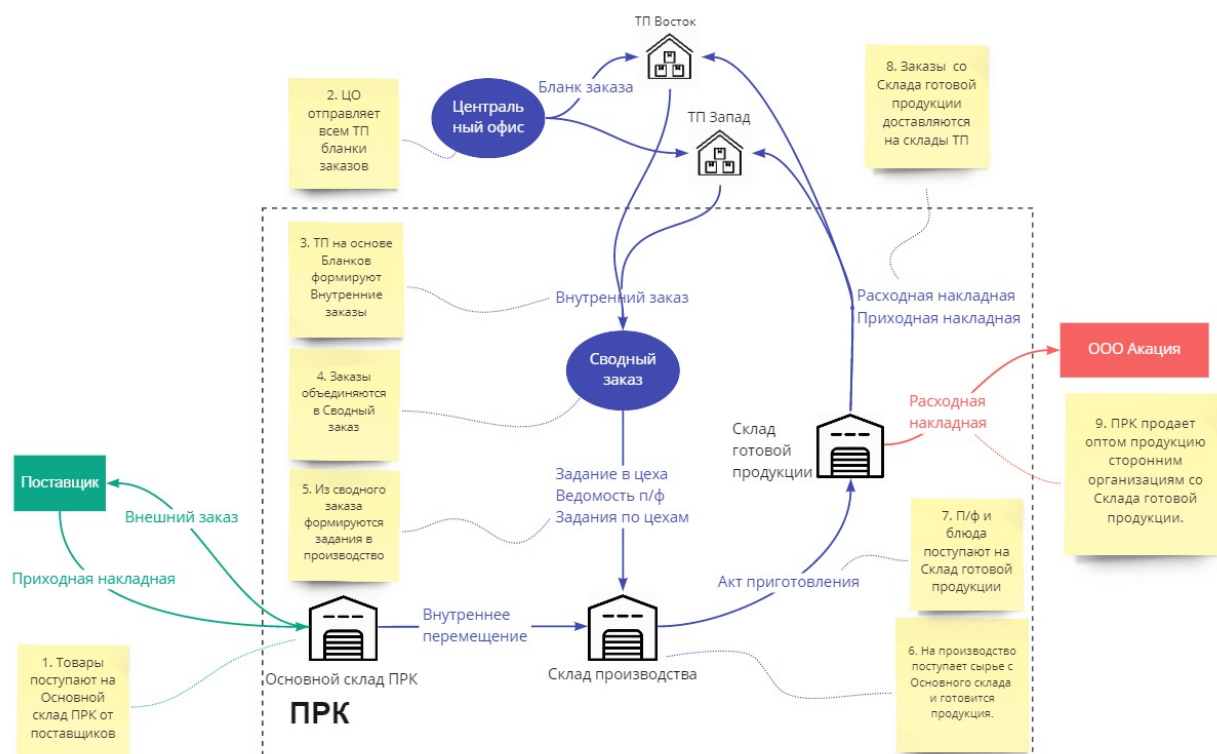 ТП Восток
8. Заказы со
Склада готовой
продукции
доставляются
на склады ТП
2. ЦО
отправляет
всем ТП
бланки
заказов
Централь
ный офис
Бланк заказа
ТП Запад
3. ТП на основе
Бланков
формируют
Внутренние
заказы
Внутренний заказ
Расходная накладная
Приходная накладная
4. Заказы
объединяются
в Сводный
заказ
Сводный
заказ
ООО Акация
Расходная
накладная
9. ПРК продает
оптом продукцию
сторонним
организациям со
Склада готовой
продукции.
Склад
готовой
продукции
Поставщик
Внешний заказ
Приходная накладная
5. Из сводного
заказа
формируются
задания в
производство
Задание в цеха
Ведомость п/ф
Задания по цехам
7. П/ф и
блюда
поступают на
Склад готовой
продукции
Акт приготовления
Внутреннее
перемещение
Основной склад ПРК
Склад производства
6. На производство
поступает сырье с
Основного склада
и готовится
продукция.
1. Товары
поступают на
Основной
склад ПРК от
поставщиков
ПРК